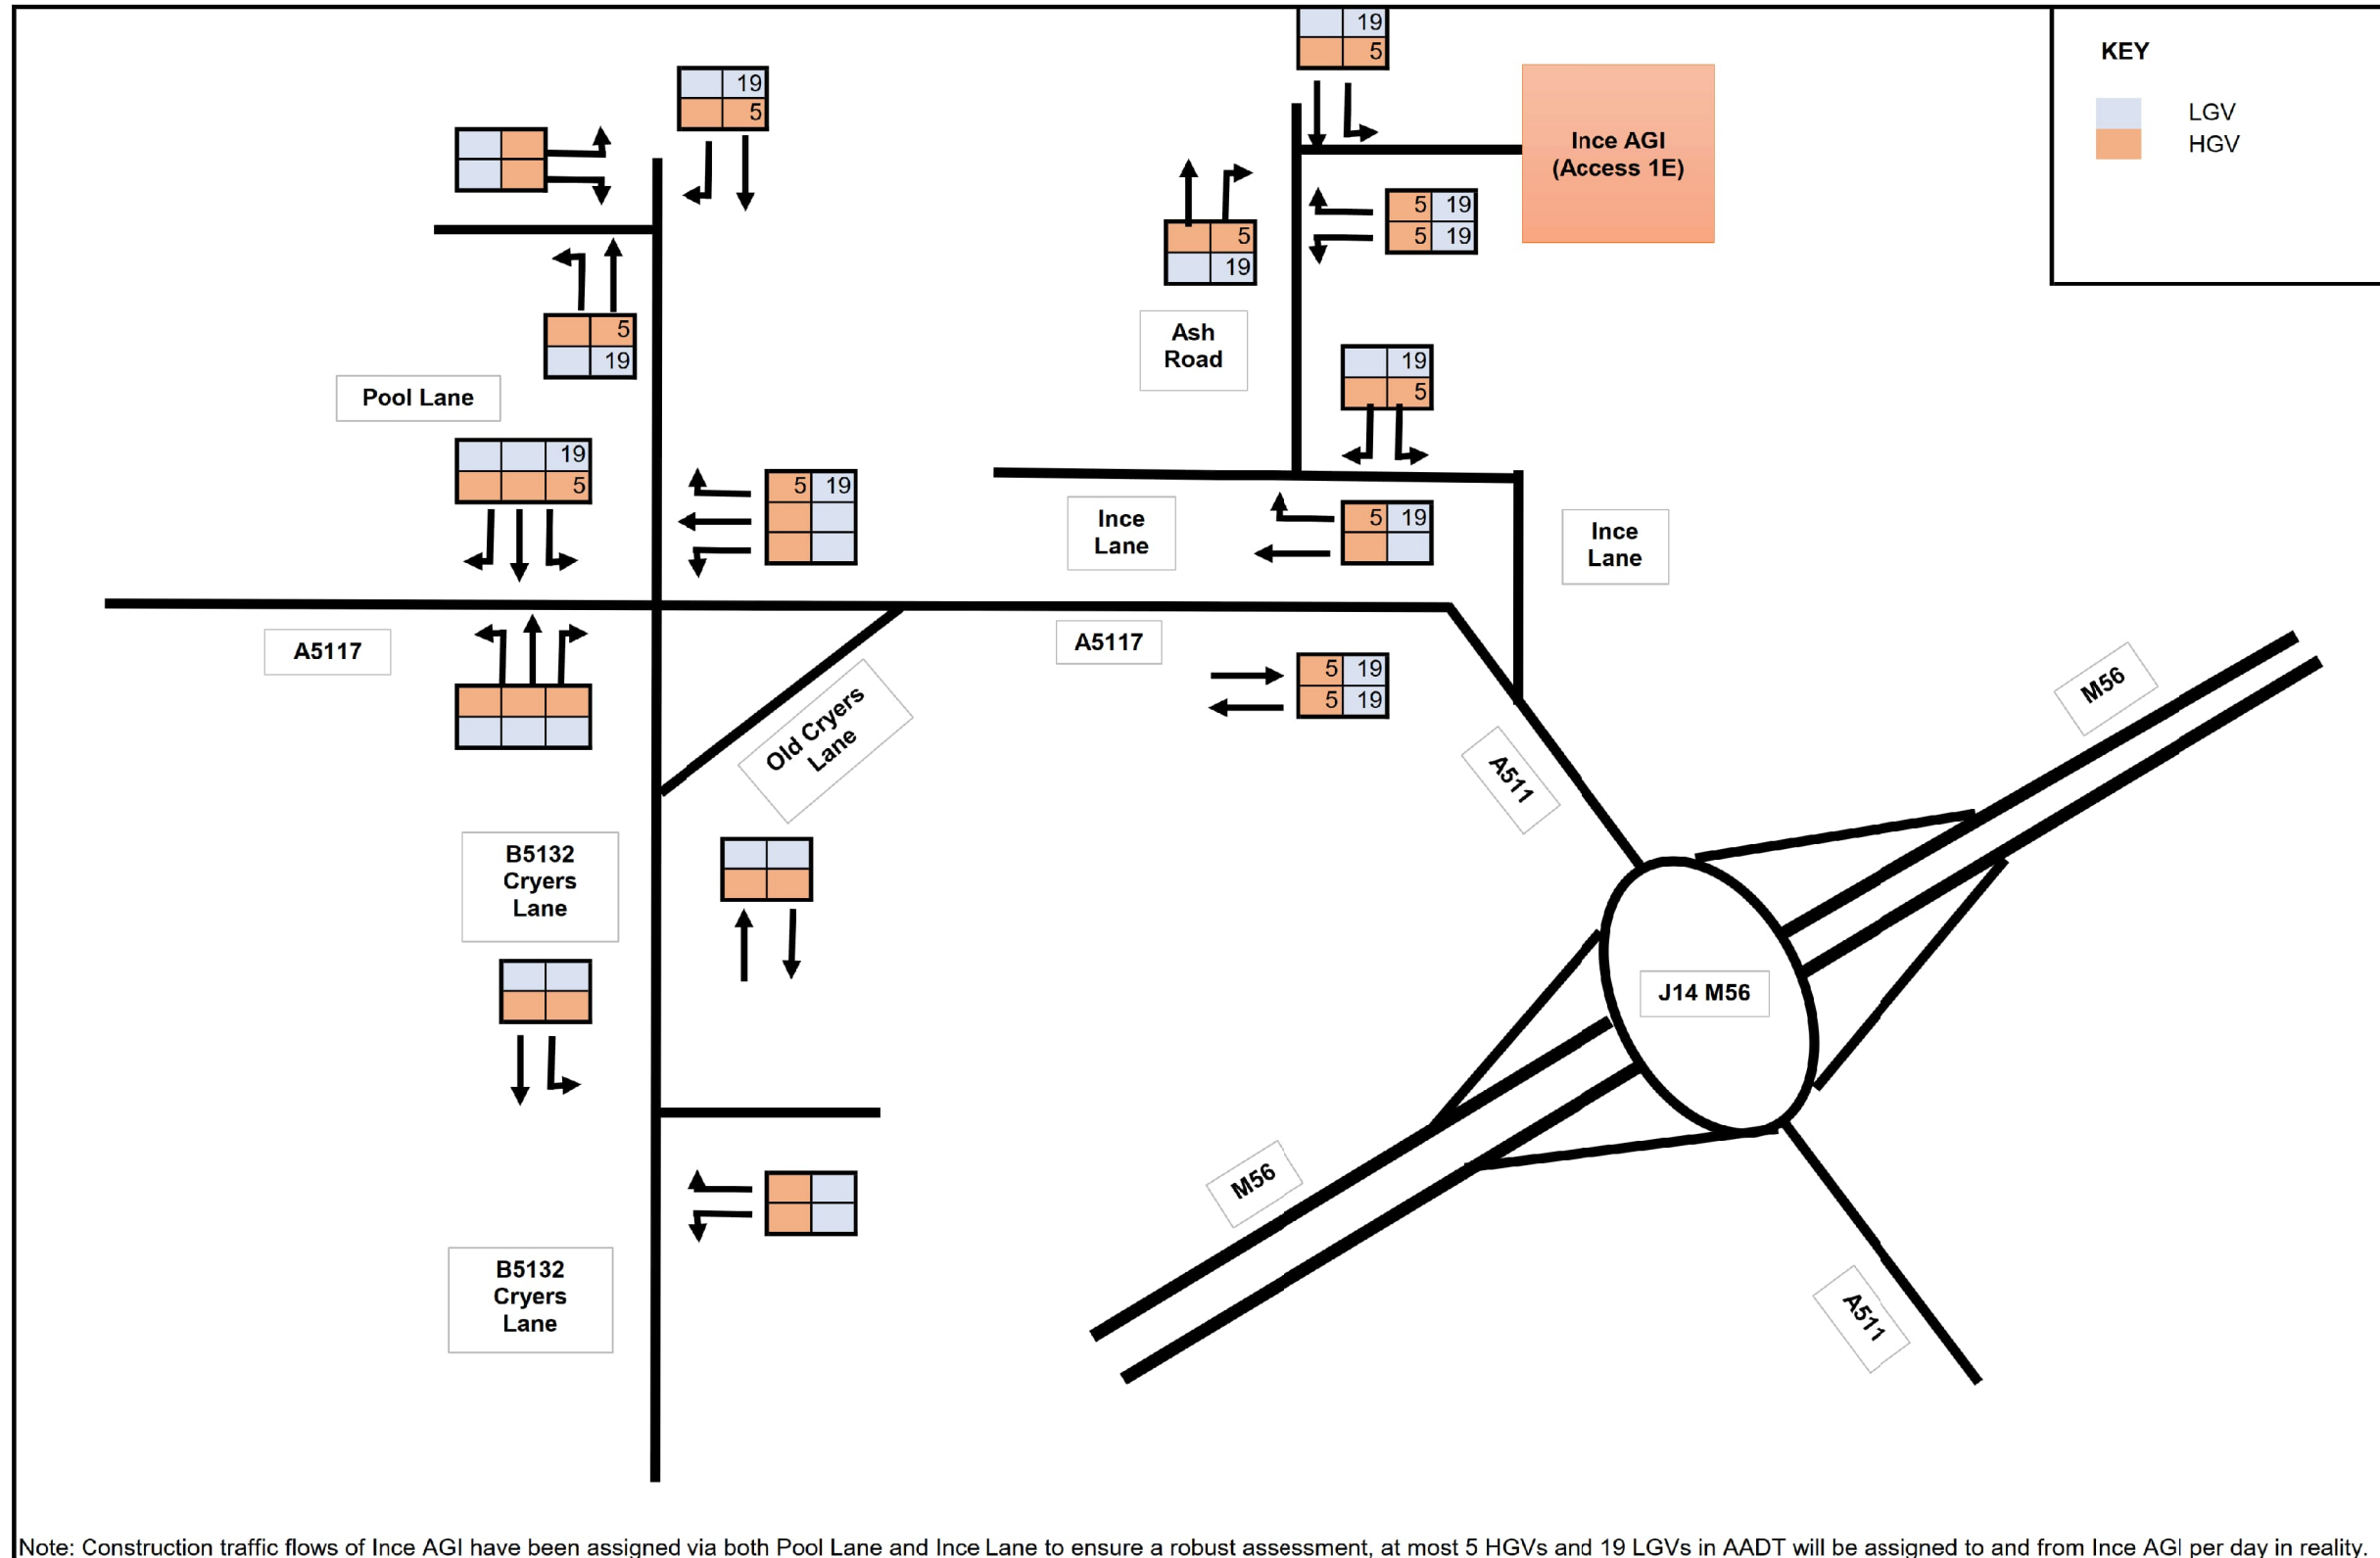 19
5
KEY
LGV
HGV
19
5
Ince AGI
(Access 1E)
5 19
5 19
5
19
5
19
Ash
Road
19
5
Pool Lane
19
5
5 19
Ince
Lane
5 19
Ince
Lane
A5117
A5117
5 19
5 19
M56
Old Cryers
Lane
A511
B5132
Cryers
Lane
J14 M56
M56
B5132
Cryers
Lane
A511
Note: Construction traffic flows of Ince AGI have been assigned via both Pool Lane and Ince Lane to ensure a robust assessment, at most 5 HGVs and 19 LGVs in AADT will be assigned to and from Ince AGI per day in reality.